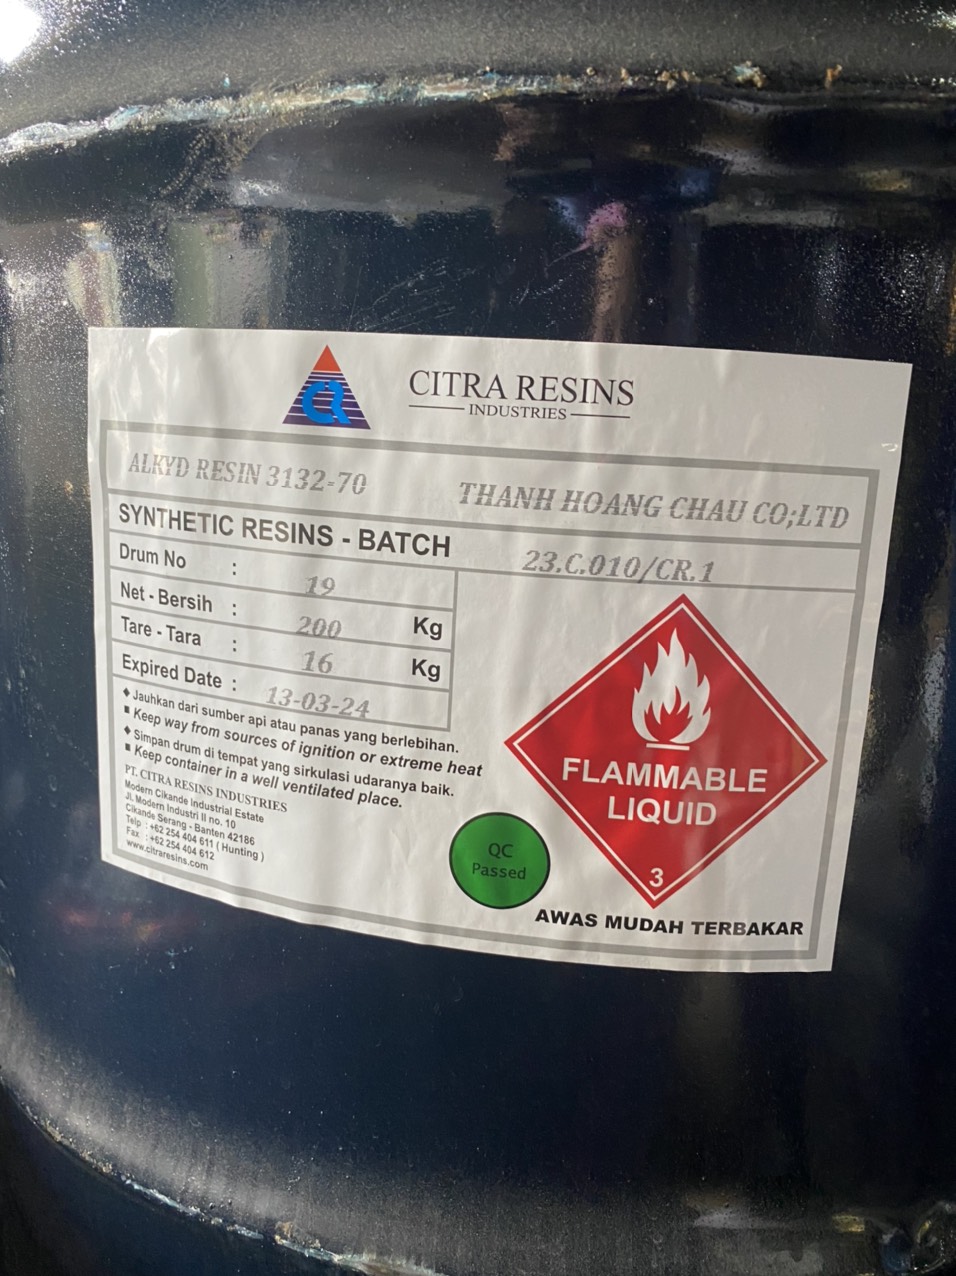 CR
CITRA RESINS
INDUSTRIES
ALKYD RESIN 3132-70 THANH HOANG CHAU CO;LTD
SYNTHETIC RESINS - BATCH 23.C.010/CR.1
Drum No : 19
Net - Bersih : 200 Kg
Tare - Tara : 16 Kg
Expired Date : 13-03-24
♦ Jauhkan dari sumber api atau panas yang berlebihan.
■ Keep way from sources of ignition or extreme heat
♦ Simpan drum di tempat yang sirkulasi udaranya baik.
■ Keep container in a well ventilated place.
PT. CITRA RESINS INDUSTRIES
Modern Cikande Industrial Estate
Jl. Modern Industri II no. 10
Cikande Serang - Banten 42186
Telp : +62 254 404 611 ( Hunting )
Fax : +62 254 404 612
www.citraresins.com
QC
Passed
FLAMMABLE
LIQUID
3
AWAS MUDAH TERBAKAR